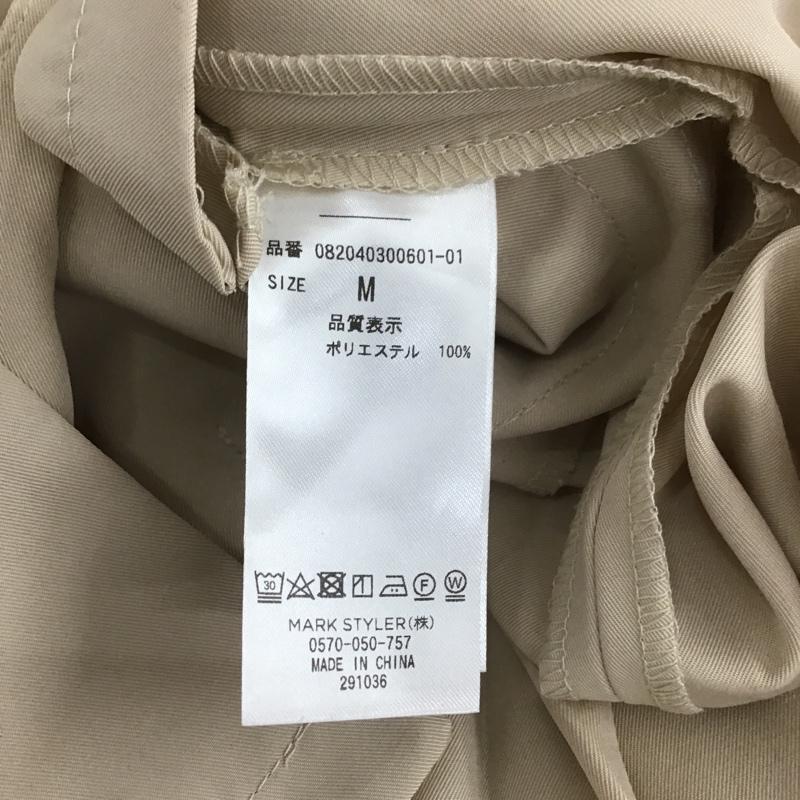 品番 082040300601-01
SIZE M
品質表示
ポリエステル 100%
30 F W
MARK STYLER(株)
0570-050-757
MADE IN CHINA
291036